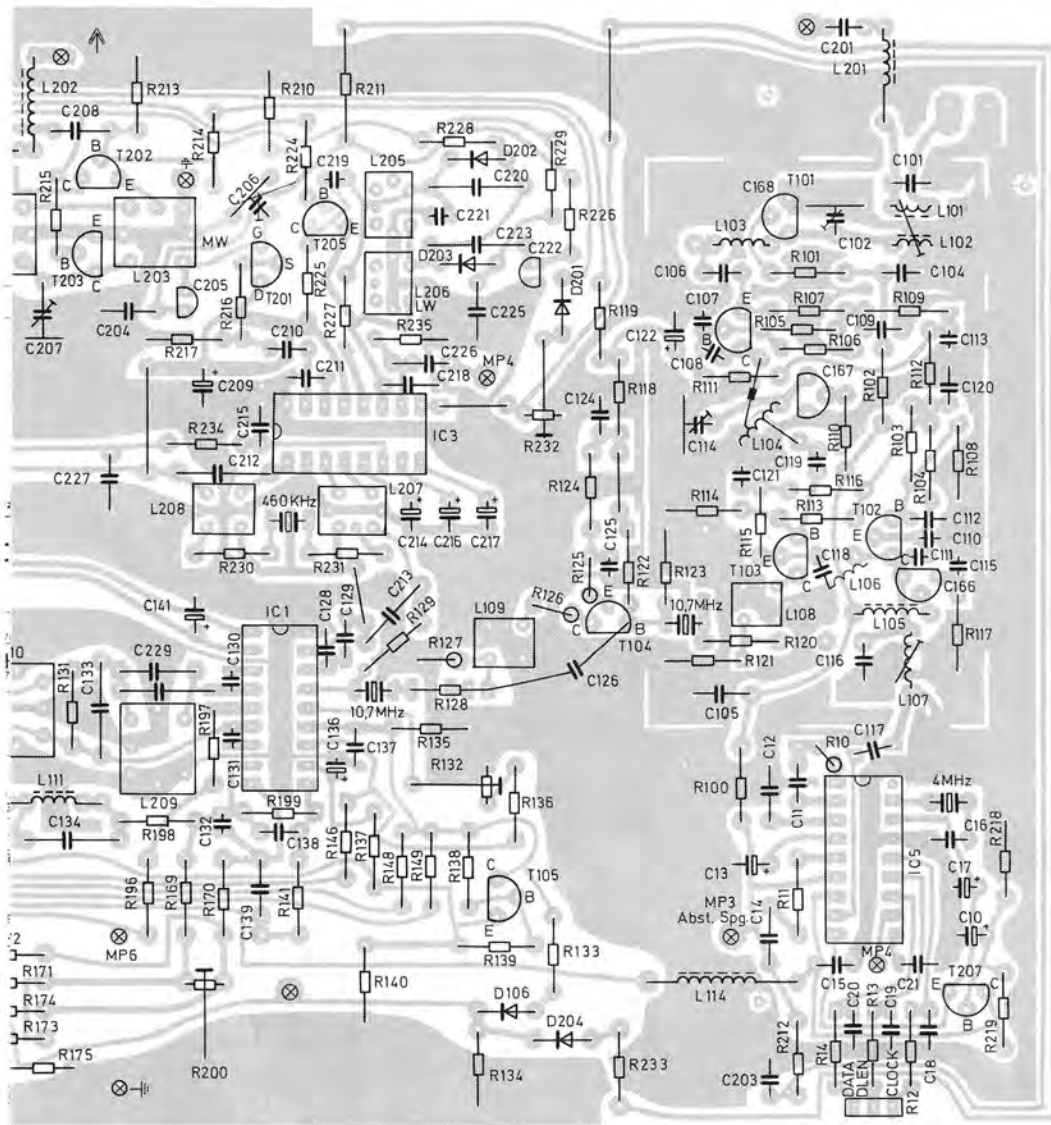 C201
L201
L202
R213
R210
R211
C208
R214
R224
R228
R229
D202
B
T202
C219
L205
C
E
C220
C101
R215
C206
B
C168
T101
E
C221
R226
L103
L101
MW
G
C
E
C223
C102
L102
T205
D203
C222
B
S
C106
R101
C104
T203
C
L203
C205
D
T201
R225
L206
LW
D201
R216
R227
C225
R119
C107
E
R107
R109
C207
C204
C122
R105
C109
C113
R217
C210
R235
B
R106
C226
MP4
C108
C
C211
C218
R111
C167
R102
R112
C120
C209
R118
C215
C124
R234
IC3
R232
C114
L104
R110
R103
R108
C212
C119
R104
C227
C121
R116
L208
460KHz
L207
R124
R114
R113
T102
B
C112
C214
C216
C217
R115
B
E
C110
C125
C118
C
C111
R230
R231
R125
R122
R123
T103
C
L106
C115
C166
C213
R126
E
C141
IC1
C128
C129
R129
L109
C
B
10,7MHz
L108
L105
T104
R127
R120
R117
10
C130
C116
R131
C133
C229
R121
C126
L107
R128
10,7MHz
C105
R197
R135
C136
C137
C12
R10
C117
C131
R132
R100
L111
L209
R136
4MHz
R199
C11
C134
R198
C132
C138
R146
R137
C16
R218
R148
R149
R138
C
T105
C13
IC5
C17
R196
R169
R170
C139
R141
B
MP3
Abst. Spg.
R11
C14
C10
MP6
E
R139
R133
MP4
2
R171
R140
L114
C15
C21
T207
E
C
R174
C20
R13
C19
B
R173
D106
D204
R219
R212
R14
C18
R175
R200
R134
R233
C203
DATA
DLEN
CLOCK
R12